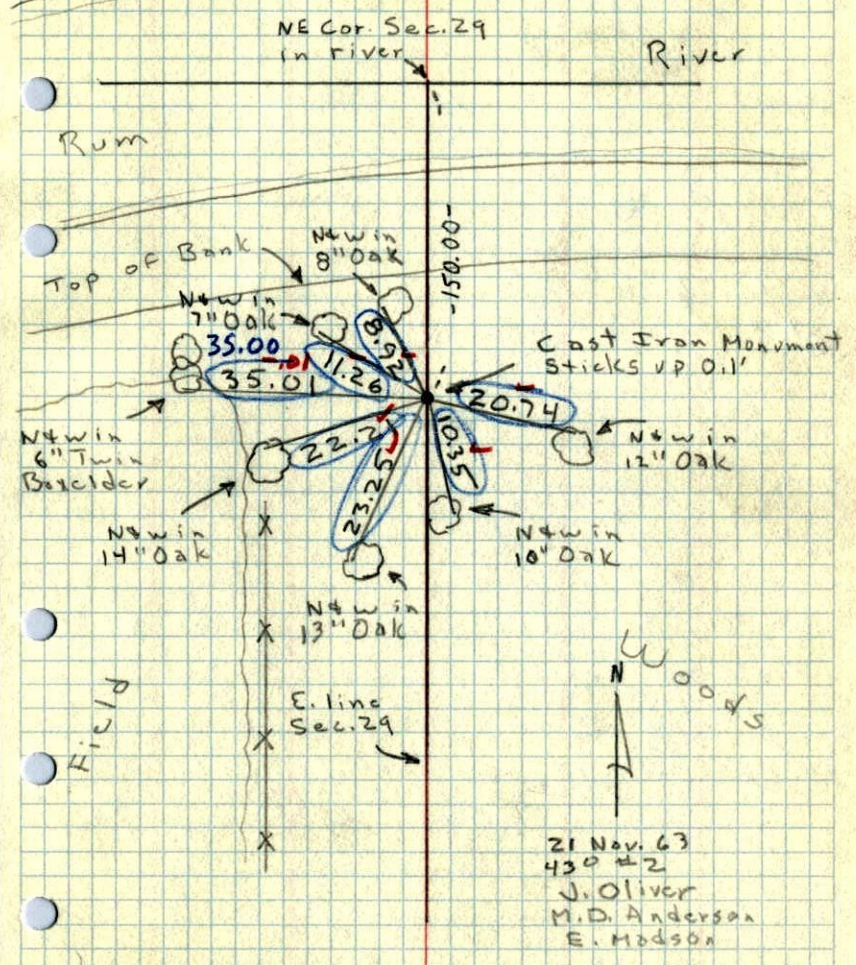 NE Cor. Sec. 29
in river
River
Rum
-150.00-
Top of Bank
N&W in
8" Oak
N&W in
7" Oak
35.00
-.01
35.01
11.26
8.92
Cast Iron Monument
Sticks up 0.1'
20.74
N&W in
6" Twin
Boxelder
22.21
23.25
10.35
N&W in
12" Oak
N&W in
14" Oak
N&W in
10" Oak
N&W in
13" Oak
Woods
N
Field
E. line
Sec. 29
21 Nov. 63
43° #2
J. Oliver
M.D. Anderson
E. Madson